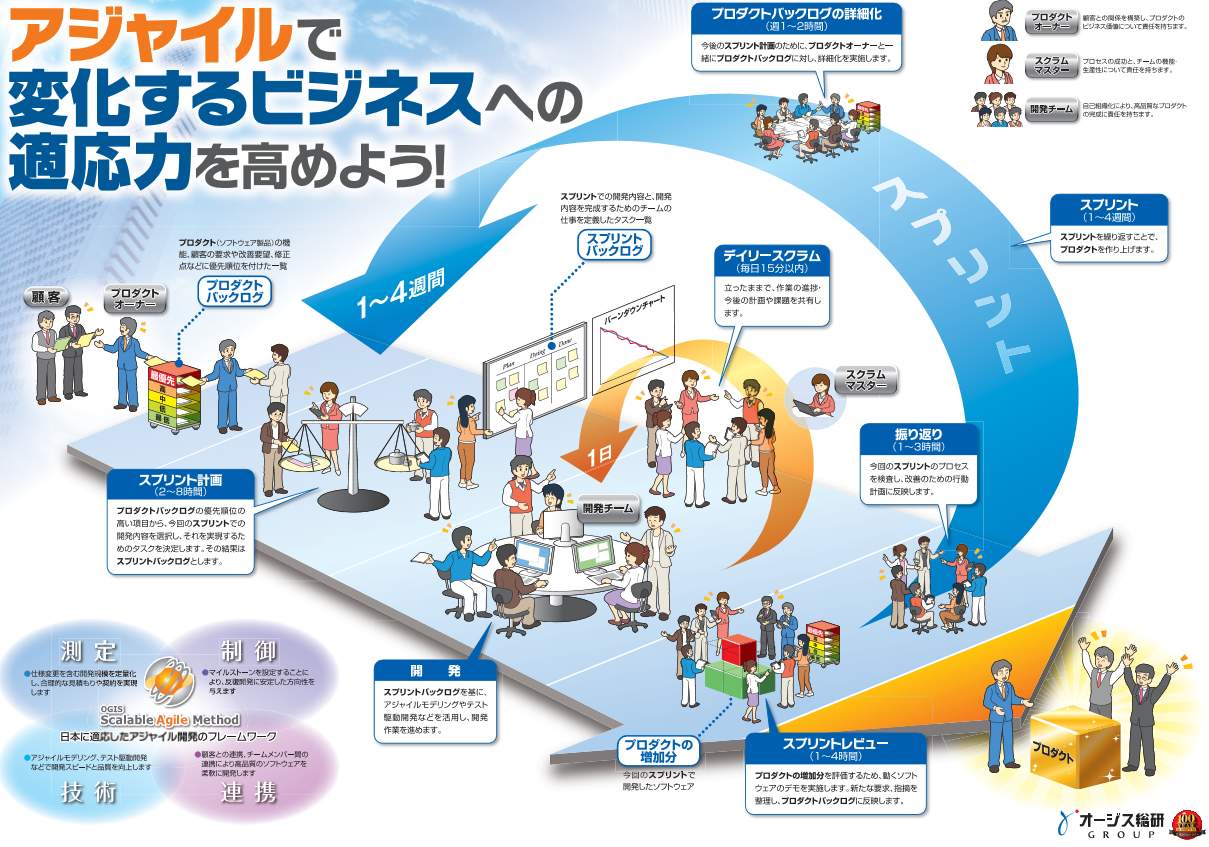 アジャイルで
変化するビジネスへの
適応力を高めよう!
プロダクトバックログの詳細化
(週1~2時間)
今後のスプリント計画のために、プロダクトオーナーと一
緒にプロダクトバックログに対し、詳細化を実施します。
プロダクト
オーナー
顧客との関係を構築し、プロダクトの
ビジネス価値について責任を持ちます。
スクラム
マスター
プロセスの成功と、チームの機能・
生産性について責任を持ちます。
開発チーム
自己組織化により、高品質なプロダクト
の完成に責任を持ちます。
スプリント
スプリント
(1~4週間)
スプリントを繰り返すことで、
プロダクトを作り上げます。
1~4週間
スプリントでの開発内容と、開発
内容を完成するためのチームの
仕事を定義したタスク一覧
スプリント
バックログ
プロダクト(ソフトウェア製品)の機
能、顧客の要求や改善要望、修正
点などに優先順位を付けた一覧
プロダクト
バックログ
顧客
プロダクト
オーナー
最優先
高
中
低
最低
デイリースクラム
(毎日15分以内)
立ったままで、作業の進捗・
今後の計画や課題を共有し
ます。
バーンダウンチャート
Plan
Doing
Done
スクラム
マスター
1日
振り返り
(1~3時間)
今回のスプリントのプロセス
を検査し、改善のための行動
計画に反映します。
スプリント計画
(2~8時間)
プロダクトバックログの優先順位の
高い項目から、今回のスプリントでの
開発内容を選択し、それを実現するた
めのタスクを決定します。その結果は
スプリントバックログとします。
開発チーム
開 発
スプリントバックログを基に、
アジャイルモデリングやテスト
駆動開発などを活用し、開発
作業を進めます。
最優先
プロダクトの
増加分
今回のスプリントで
開発したソフトウェア
スプリントレビュー
(1~4時間)
プロダクトの増加分を評価するため、動くソフト
ウェアのデモを実施します。新たな要求、指摘を
整理し、プロダクトバックログに反映します。
プロダクト
測定
●仕様変更を含む開発規模を定量化
し、合理的な見積もりや契約を実現
します
制御
●マイルストーンを設定することに
より、反復開発に安定した方向性を
与えます
OGIS
Scalable Agile Method
日本に適応したアジャイル開発のフレームワーク
●アジャイルモデリング、テスト駆動開発
などで開発スピードと品質を向上します
技術
●顧客との連携、チームメンバー間の
連携により高品質のソフトウェアを
柔軟に開発します
連携
オージス総研
GROUP